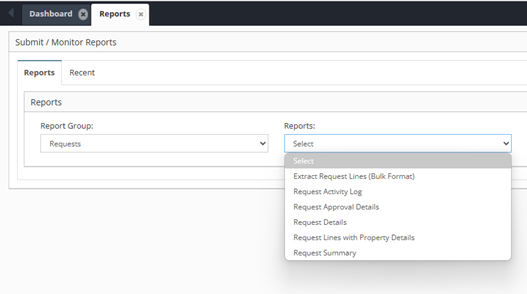 Dashboard
Reports
Submit / Monitor Reports
Reports Recent
Reports
Report Group: Reports:
Requests Select
Select
Extract Request Lines (Bulk Format)
Request Activity Log
Request Approval Details
Request Details
Request Lines with Property Details
Request Summary